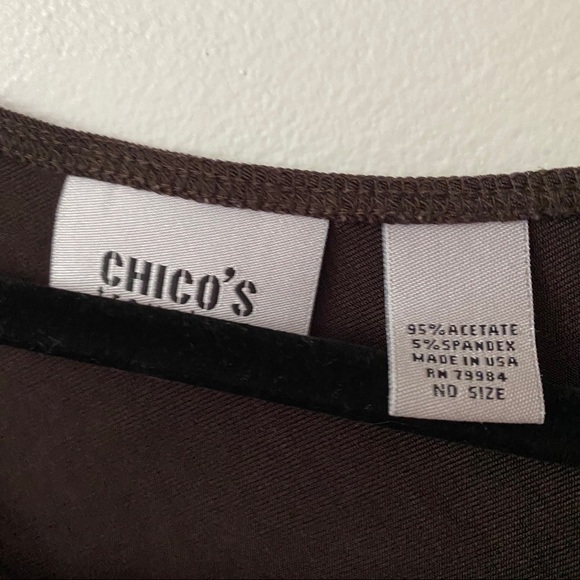 CHICO'S
95% ACETATE
5% SPANDEX
MADE IN USA
RN 79984
NO SIZE